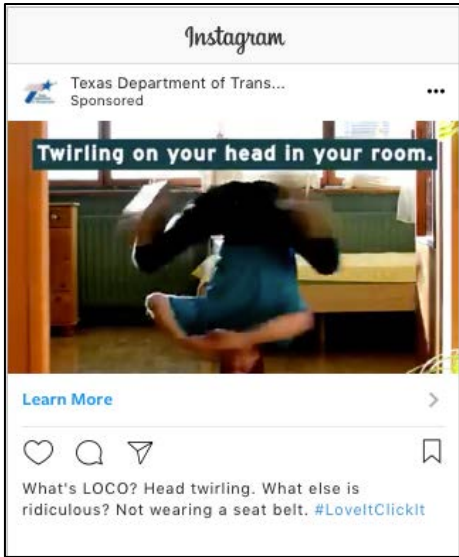 Instagram
Texas Department of Trans...
Sponsored
Twirling on your head in your room.
Learn More
What's LOCO? Head twirling. What else is
ridiculous? Not wearing a seat belt. #LoveItClickIt